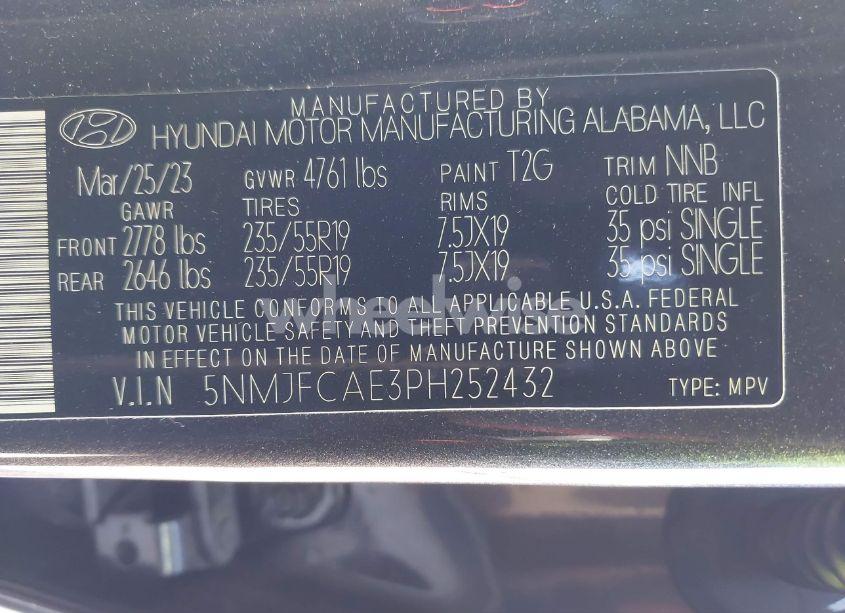 MANUFACTURED BY
HYUNDAI MOTOR MANUFACTURING ALABAMA, LLC
Mar/25/23 GVWR 4761 lbs PAINT T2G TRIM NNB
GAWR TIRES RIMS COLD TIRE INFL
FRONT 2778 lbs 235/55R19 7.5JX19 35 psi SINGLE
REAR 2646 lbs 235/55R19 7.5JX19 35 psi SINGLE
THIS VEHICLE CONFORMS TO ALL APPLICABLE U.S.A. FEDERAL
MOTOR VEHICLE SAFETY AND THEFT PREVENTION STANDARDS
IN EFFECT ON THE DATE OF MANUFACTURE SHOWN ABOVE.
V.I.N 5NMJFCAE3PH252432 TYPE: MPV
wheelwise